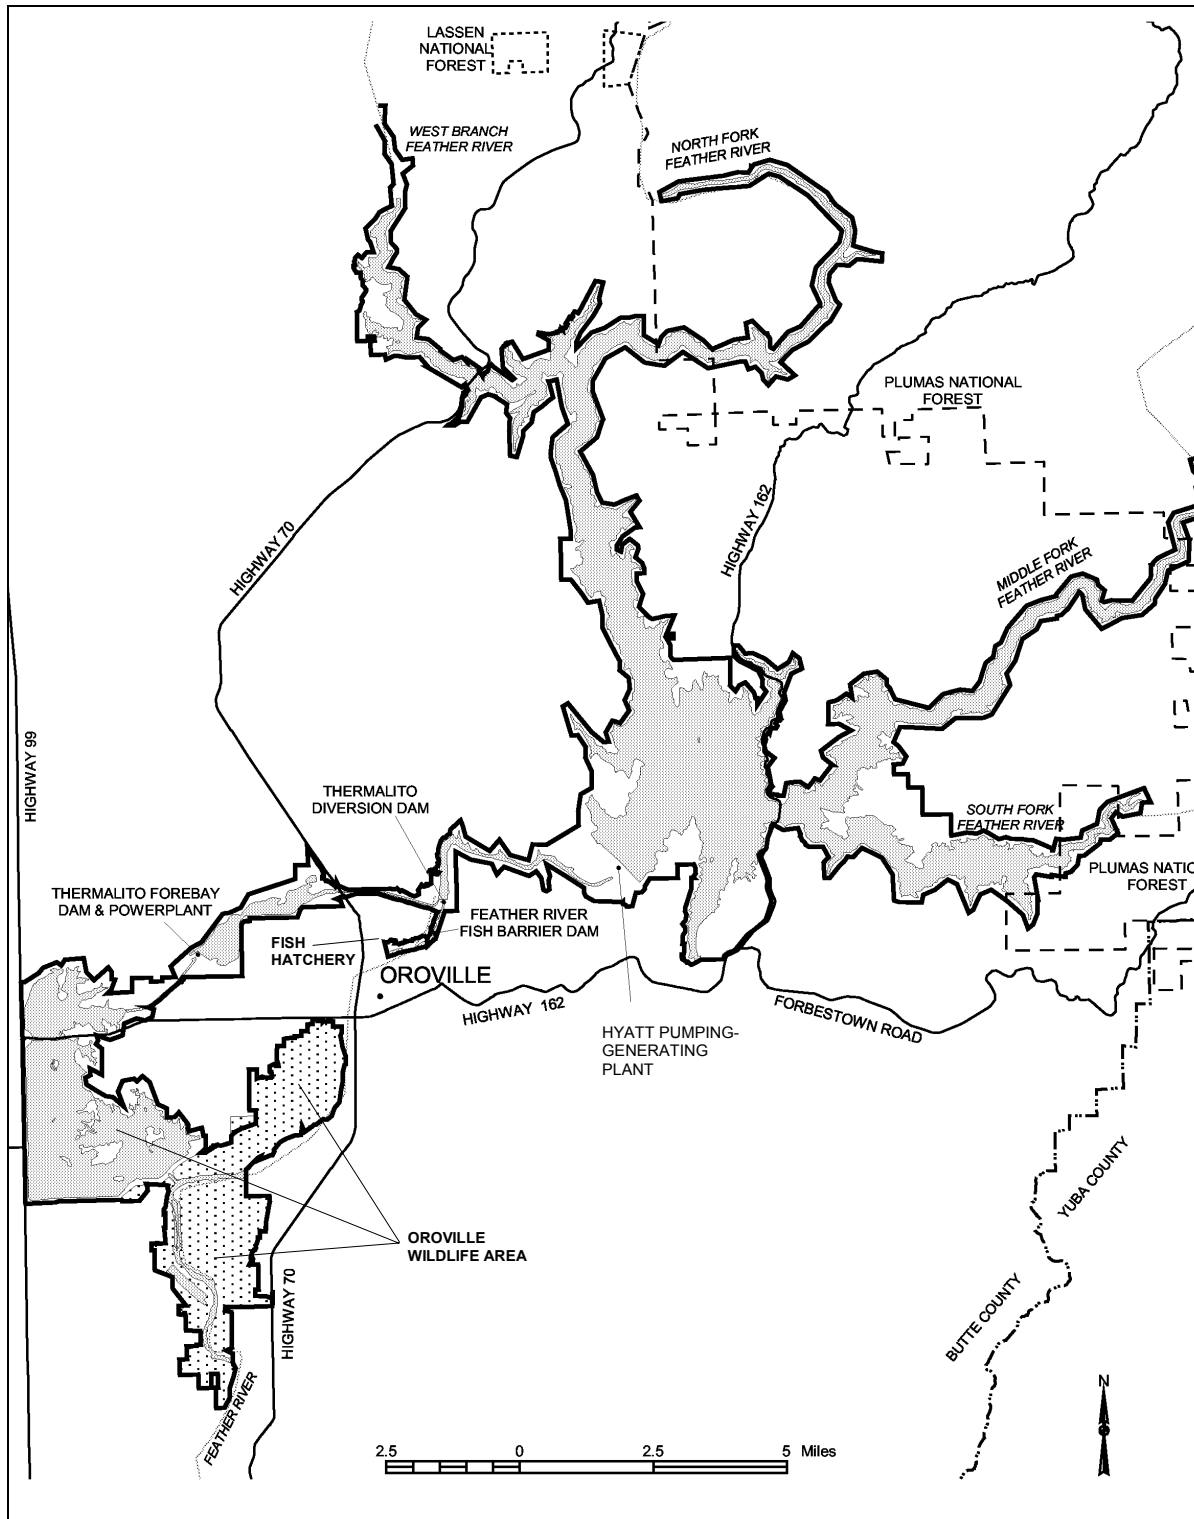 LASSEN
NATIONAL
FOREST
WEST BRANCH
FEATHER RIVER
NORTH FORK
FEATHER RIVER
PLUMAS NATIONAL
FOREST
HIGHWAY 70
HIGHWAY 162
MIDDLE FORK
FEATHER RIVER
HIGHWAY 99
THERMALITO
DIVERSION DAM
SOUTH FORK
FEATHER RIVER
PLUMAS NATIO
FOREST
THERMALITO FOREBAY
DAM & POWERPLANT
FEATHER RIVER
FISH BARRIER DAM
FISH
HATCHERY
OROVILLE
HIGHWAY 162
FORBESTOWN ROAD
HYATT PUMPING-
GENERATING
PLANT
YUBA COUNTY
OROVILLE
WILDLIFE AREA
BUTTE COUNTY
HIGHWAY 70
FEATHER RIVER
N
2.5 0 2.5 5 Miles